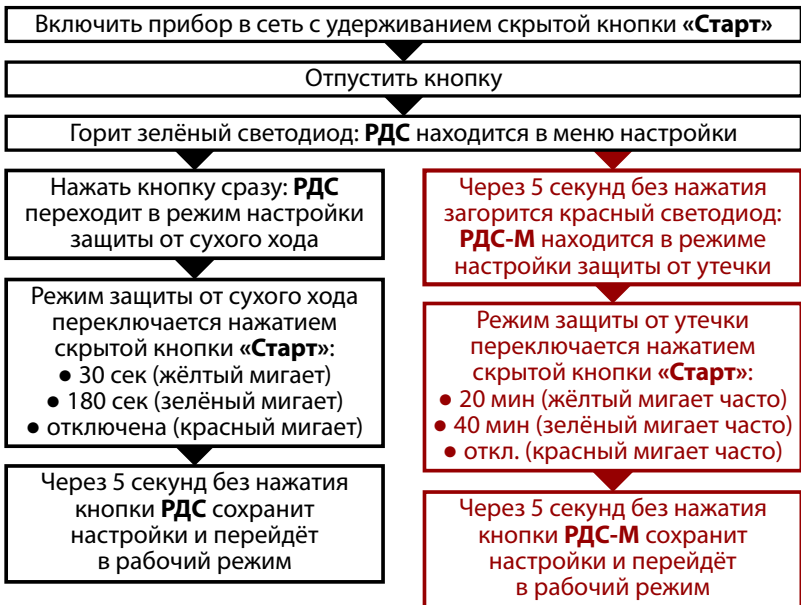 Включить прибор в сеть с удерживанием скрытой кнопки «Старт»
Отпустить кнопку
Горит зелёный светодиод: РДС находится в меню настройки
Нажать кнопку сразу: РДС
переходит в режим настройки
защиты от сухого хода
Режим защиты от сухого хода
переключается нажатием
скрытой кнопки «Старт»:
● 30 сек (жёлтый мигает)
● 180 сек (зелёный мигает)
● отключена (красный мигает)
Через 5 секунд без нажатия
кнопки РДС сохранит
настройки и перейдёт
в рабочий режим
Через 5 секунд без нажатия
загорится красный светодиод:
РДС-М находится в режиме
настройки защиты от утечки
Режим защиты от утечки
переключается нажатием
скрытой кнопки «Старт»:
● 20 мин (жёлтый мигает часто)
● 40 мин (зелёный мигает часто)
● откл. (красный мигает часто)
Через 5 секунд без нажатия
кнопки РДС-М сохранит
настройки и перейдёт
в рабочий режим